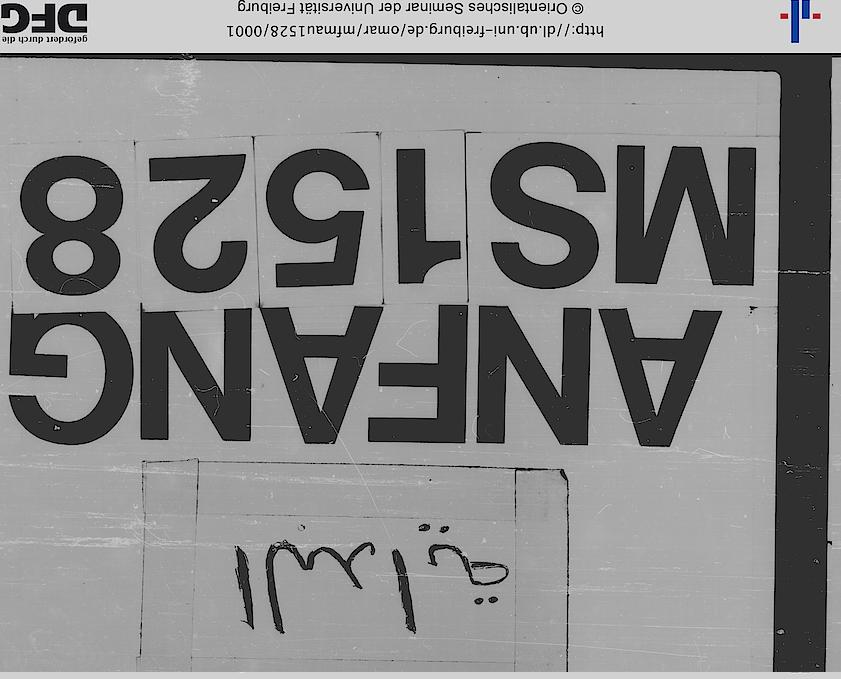 البداية
ANFANG
MS1528
http://dl.ub.uni-freiburg.de/omar/mfmau1528/0001
© Orientalisches Seminar der Universität Freiburg
gefördert durch die
DFG